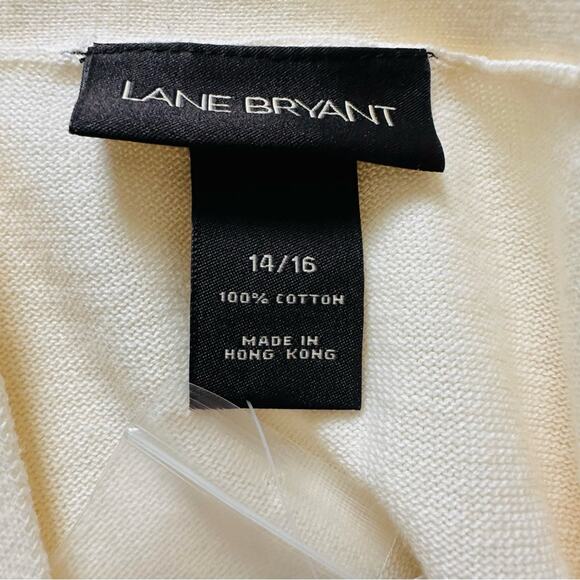 LANE BRYANT
14/16
100% COTTON
MADE IN
HONG KONG